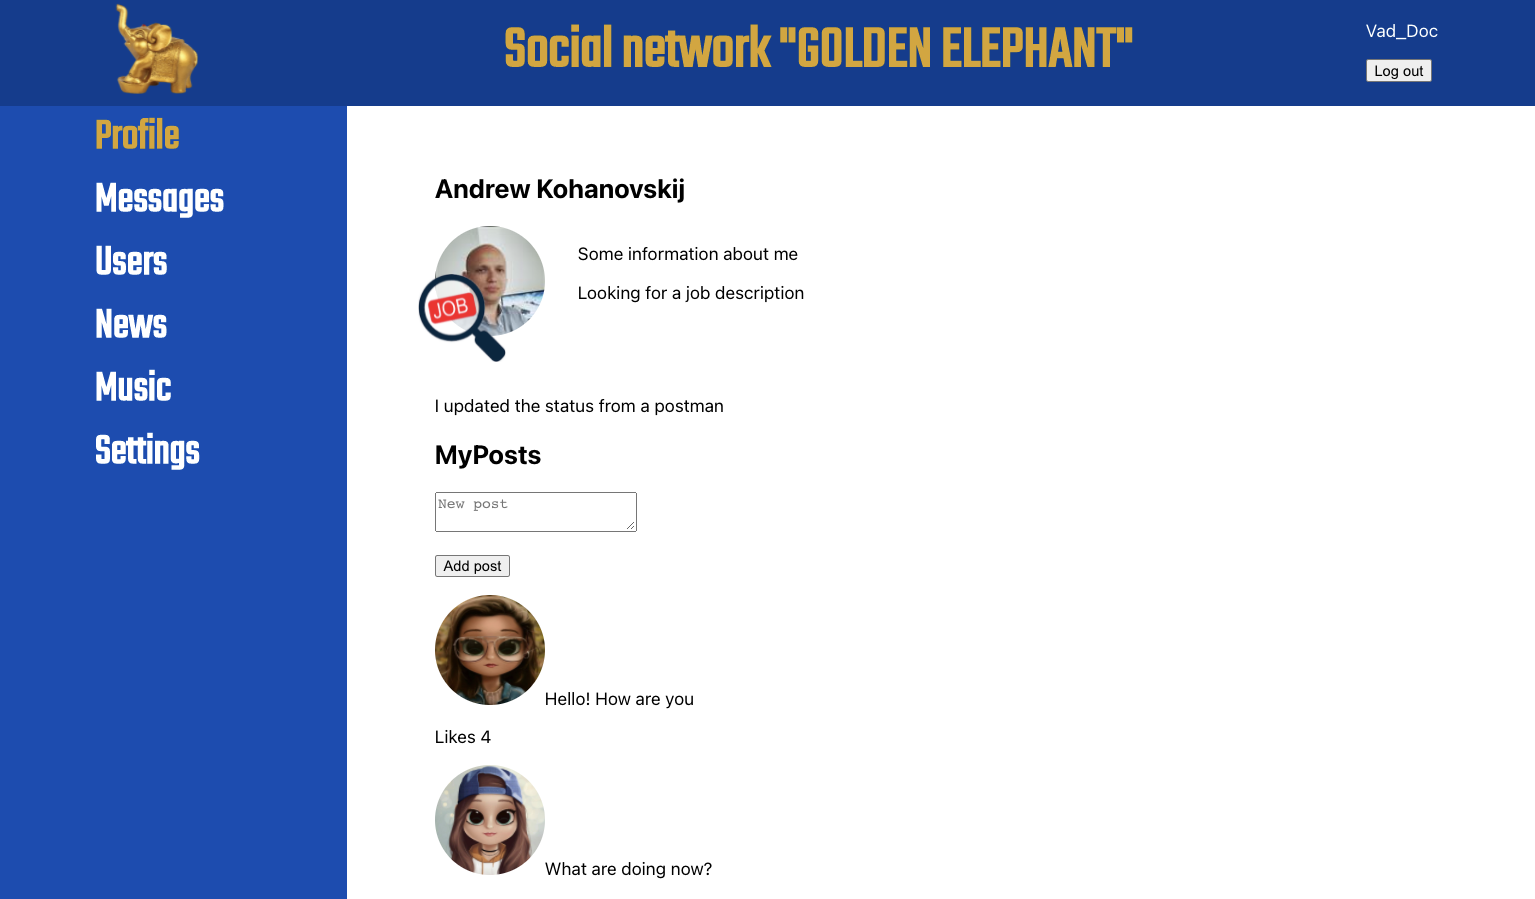 Social network "GOLDEN ELEPHANT"
Vad_Doc
Log out
Profile
Messages
Users
News
Music
Settings
Andrew Kohanovskij
JOB
Some information about me
Looking for a job description
I updated the status from a postman
MyPosts
New post
Add post
Hello! How are you
Likes 4
What are doing now?